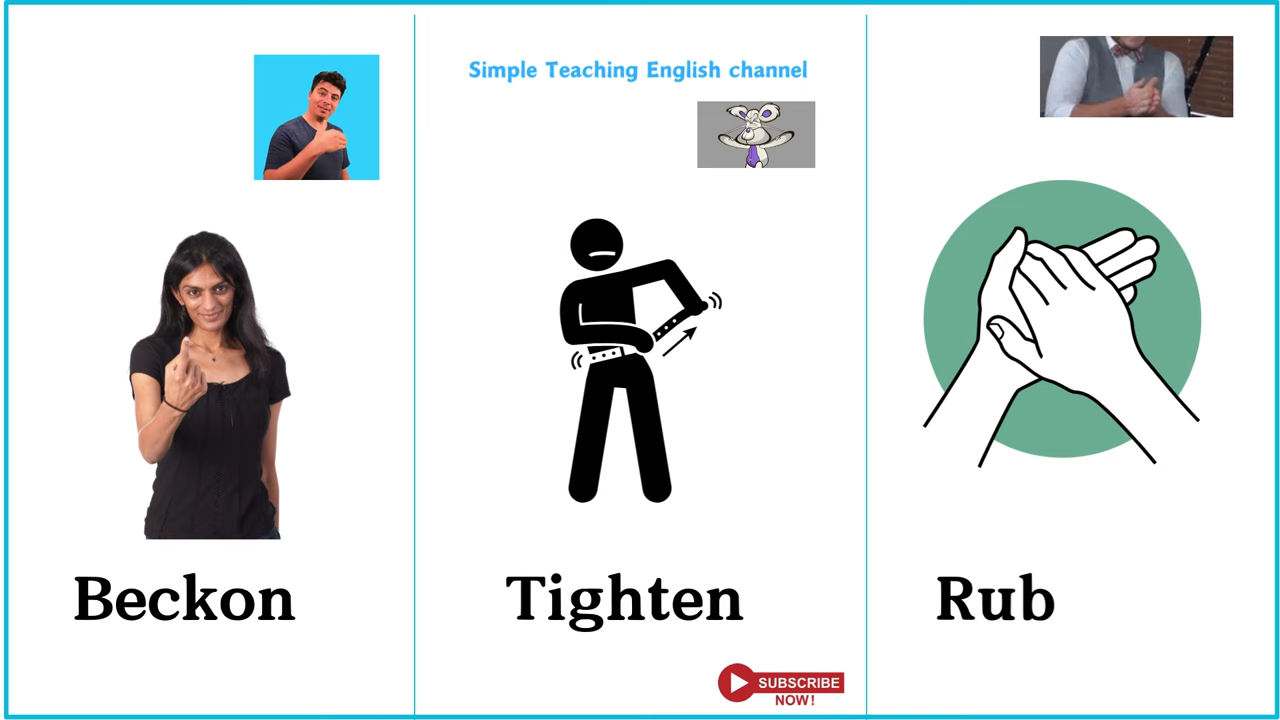 Simple Teaching English channel
Beckon
Tighten
Rub
SUBSCRIBE
NOW!